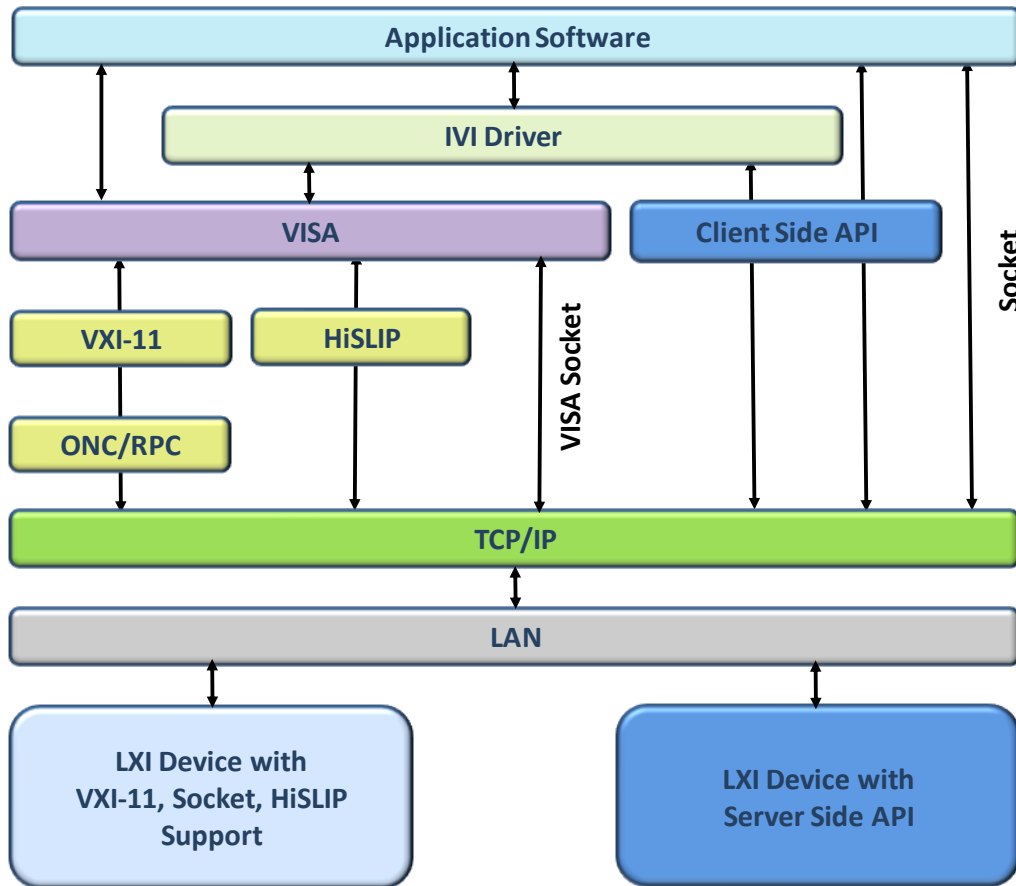 Application Software
IVI Driver
VISA
Client Side API
Socket
VXI-11
HiSLIP
VISA Socket
ONC/RPC
TCP/IP
LAN
LXI Device with
VXI-11, Socket, HiSLIP
Support
LXI Device with
Server Side API